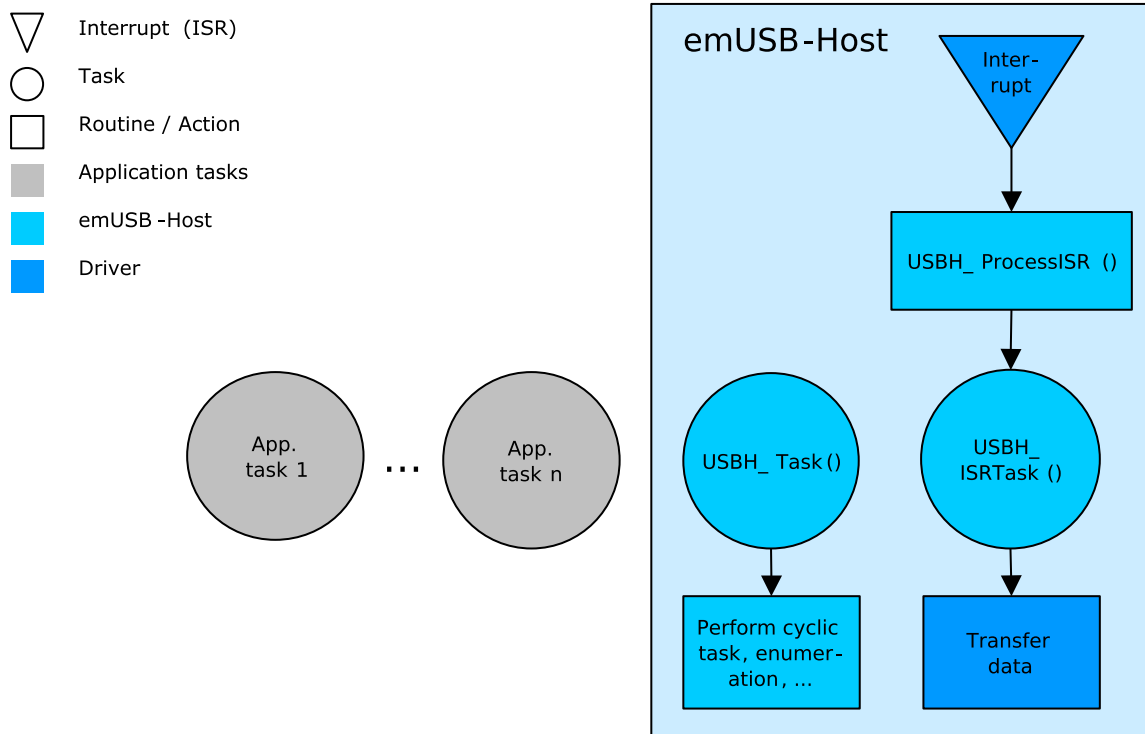 Interrupt (ISR)
Task
Routine / Action
Application tasks
emUSB-Host
Driver
emUSB-Host
Inter-
rupt
USBH_ ProcessISR ()
App.
task 1
...
App.
task n
USBH_ Task()
USBH_
ISRTask ()
Perform cyclic
task, enumer-
ation, ...
Transfer
data